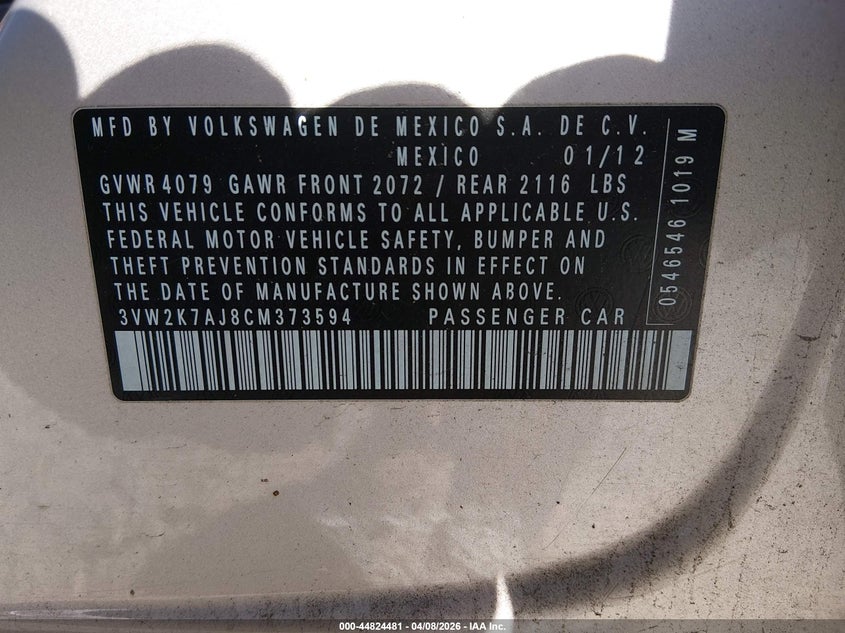 MFD BY VOLKSWAGEN DE MEXICO S.A. DE C.V.
MEXICO 01/12
GVWR 4079 GAWR FRONT 2072 / REAR 2116 LBS
THIS VEHICLE CONFORMS TO ALL APPLICABLE U.S.
FEDERAL MOTOR VEHICLE SAFETY, BUMPER AND
THEFT PREVENTION STANDARDS IN EFFECT ON
THE DATE OF MANUFACTURE SHOWN ABOVE.
3VW2K7AJ8CM373594 PASSENGER CAR
0546546 1019 M
000-44824481 - 04/08/2026 - IAA Inc.